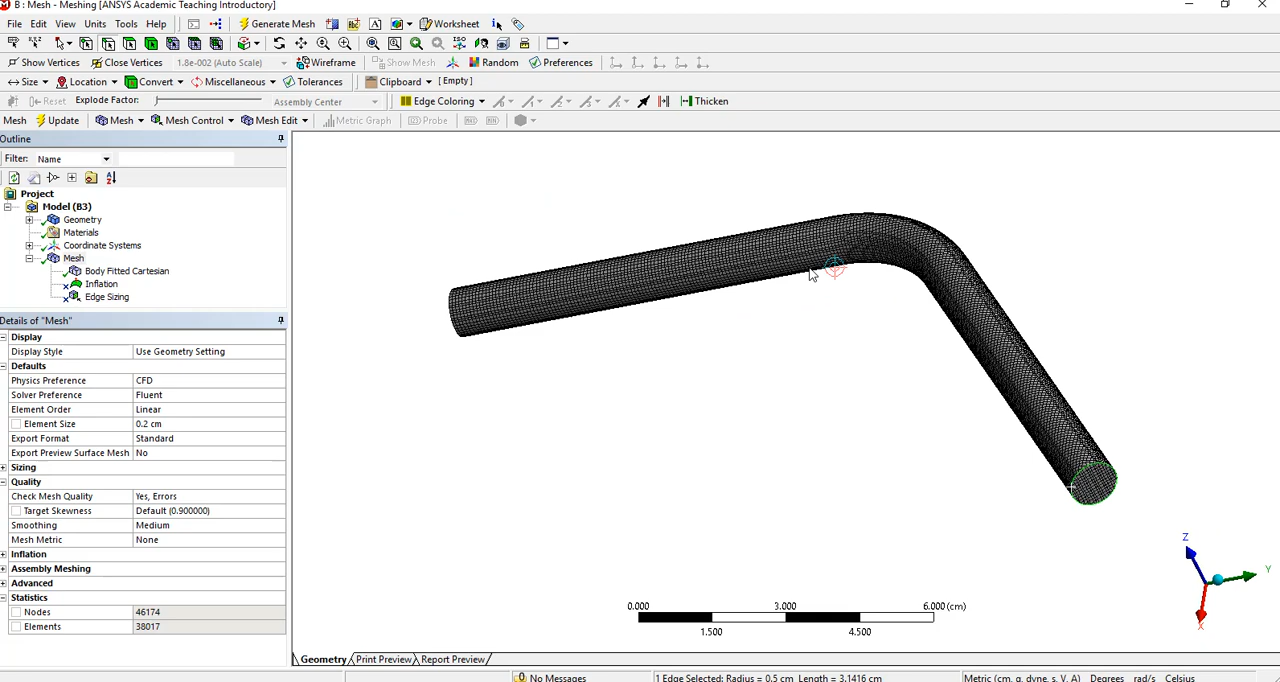 B : Mesh - Meshing [ANSYS Academic Teaching Introductory]
File Edit View Units Tools Help Generate Mesh A Worksheet
Show Vertices Close Vertices 1.8e-002 (Auto Scale) Wireframe Show Mesh Random Preferences
Size Location Convert Miscellaneous Tolerances Clipboard [Empty]
Reset Explode Factor: Assembly Center Edge Coloring Thicken
Mesh Update Mesh Mesh Control Mesh Edit Metric Graph Probe
Outline
Filter: Name
Project
Model (B3)
Geometry
Materials
Coordinate Systems
Mesh
Body Fitted Cartesian
Inflation
Edge Sizing
Details of "Mesh"
Display
Display Style Use Geometry Setting
Defaults
Physics Preference CFD
Solver Preference Fluent
Element Order Linear
Element Size 0.2 cm
Export Format Standard
Export Preview Surface Mesh No
Sizing
Quality
Check Mesh Quality Yes, Errors
Target Skewness Default (0.900000)
Smoothing Medium
Mesh Metric None
Inflation
Assembly Meshing
Advanced
Statistics
Nodes 46174
Elements 38017
Z
Y
X
0.000 3.000 6.000 (cm)
1.500 4.500
Geometry Print Preview Report Preview
0 No Messages 1 Edge Selected: Radius = 0.5 cm Length = 3.1416 cm Metric (cm, g, dyne, s, V, A) Degrees rad/s Celsius